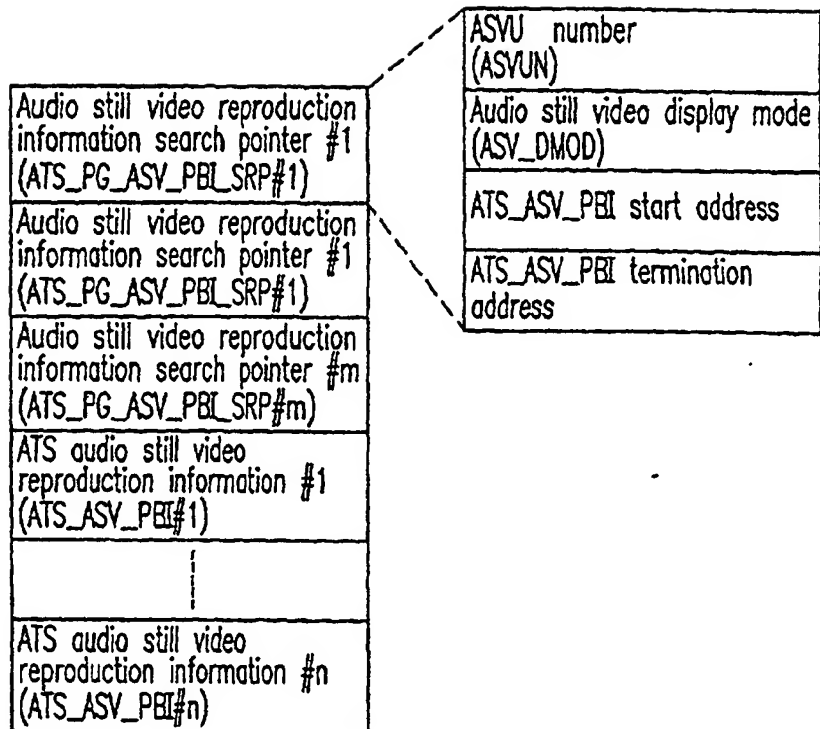 Audio still video reproduction
information search pointer #1
(ATS_PG_ASV_PBI_SRP#1)
Audio still video reproduction
information search pointer #1
(ATS_PG_ASV_PBI_SRP#1)
Audio still video reproduction
information search pointer #m
(ATS_PG_ASV_PBI_SRP#m)
ATS audio still video
reproduction information #1
(ATS_ASV_PBI#1)
ATS audio still video
reproduction information #n
(ATS_ASV_PBI#n)
ASVU number
(ASVUN)
Audio still video display mode
(ASV_DMOD)
ATS_ASV_PBI start address
ATS_ASV_PBI termination
address